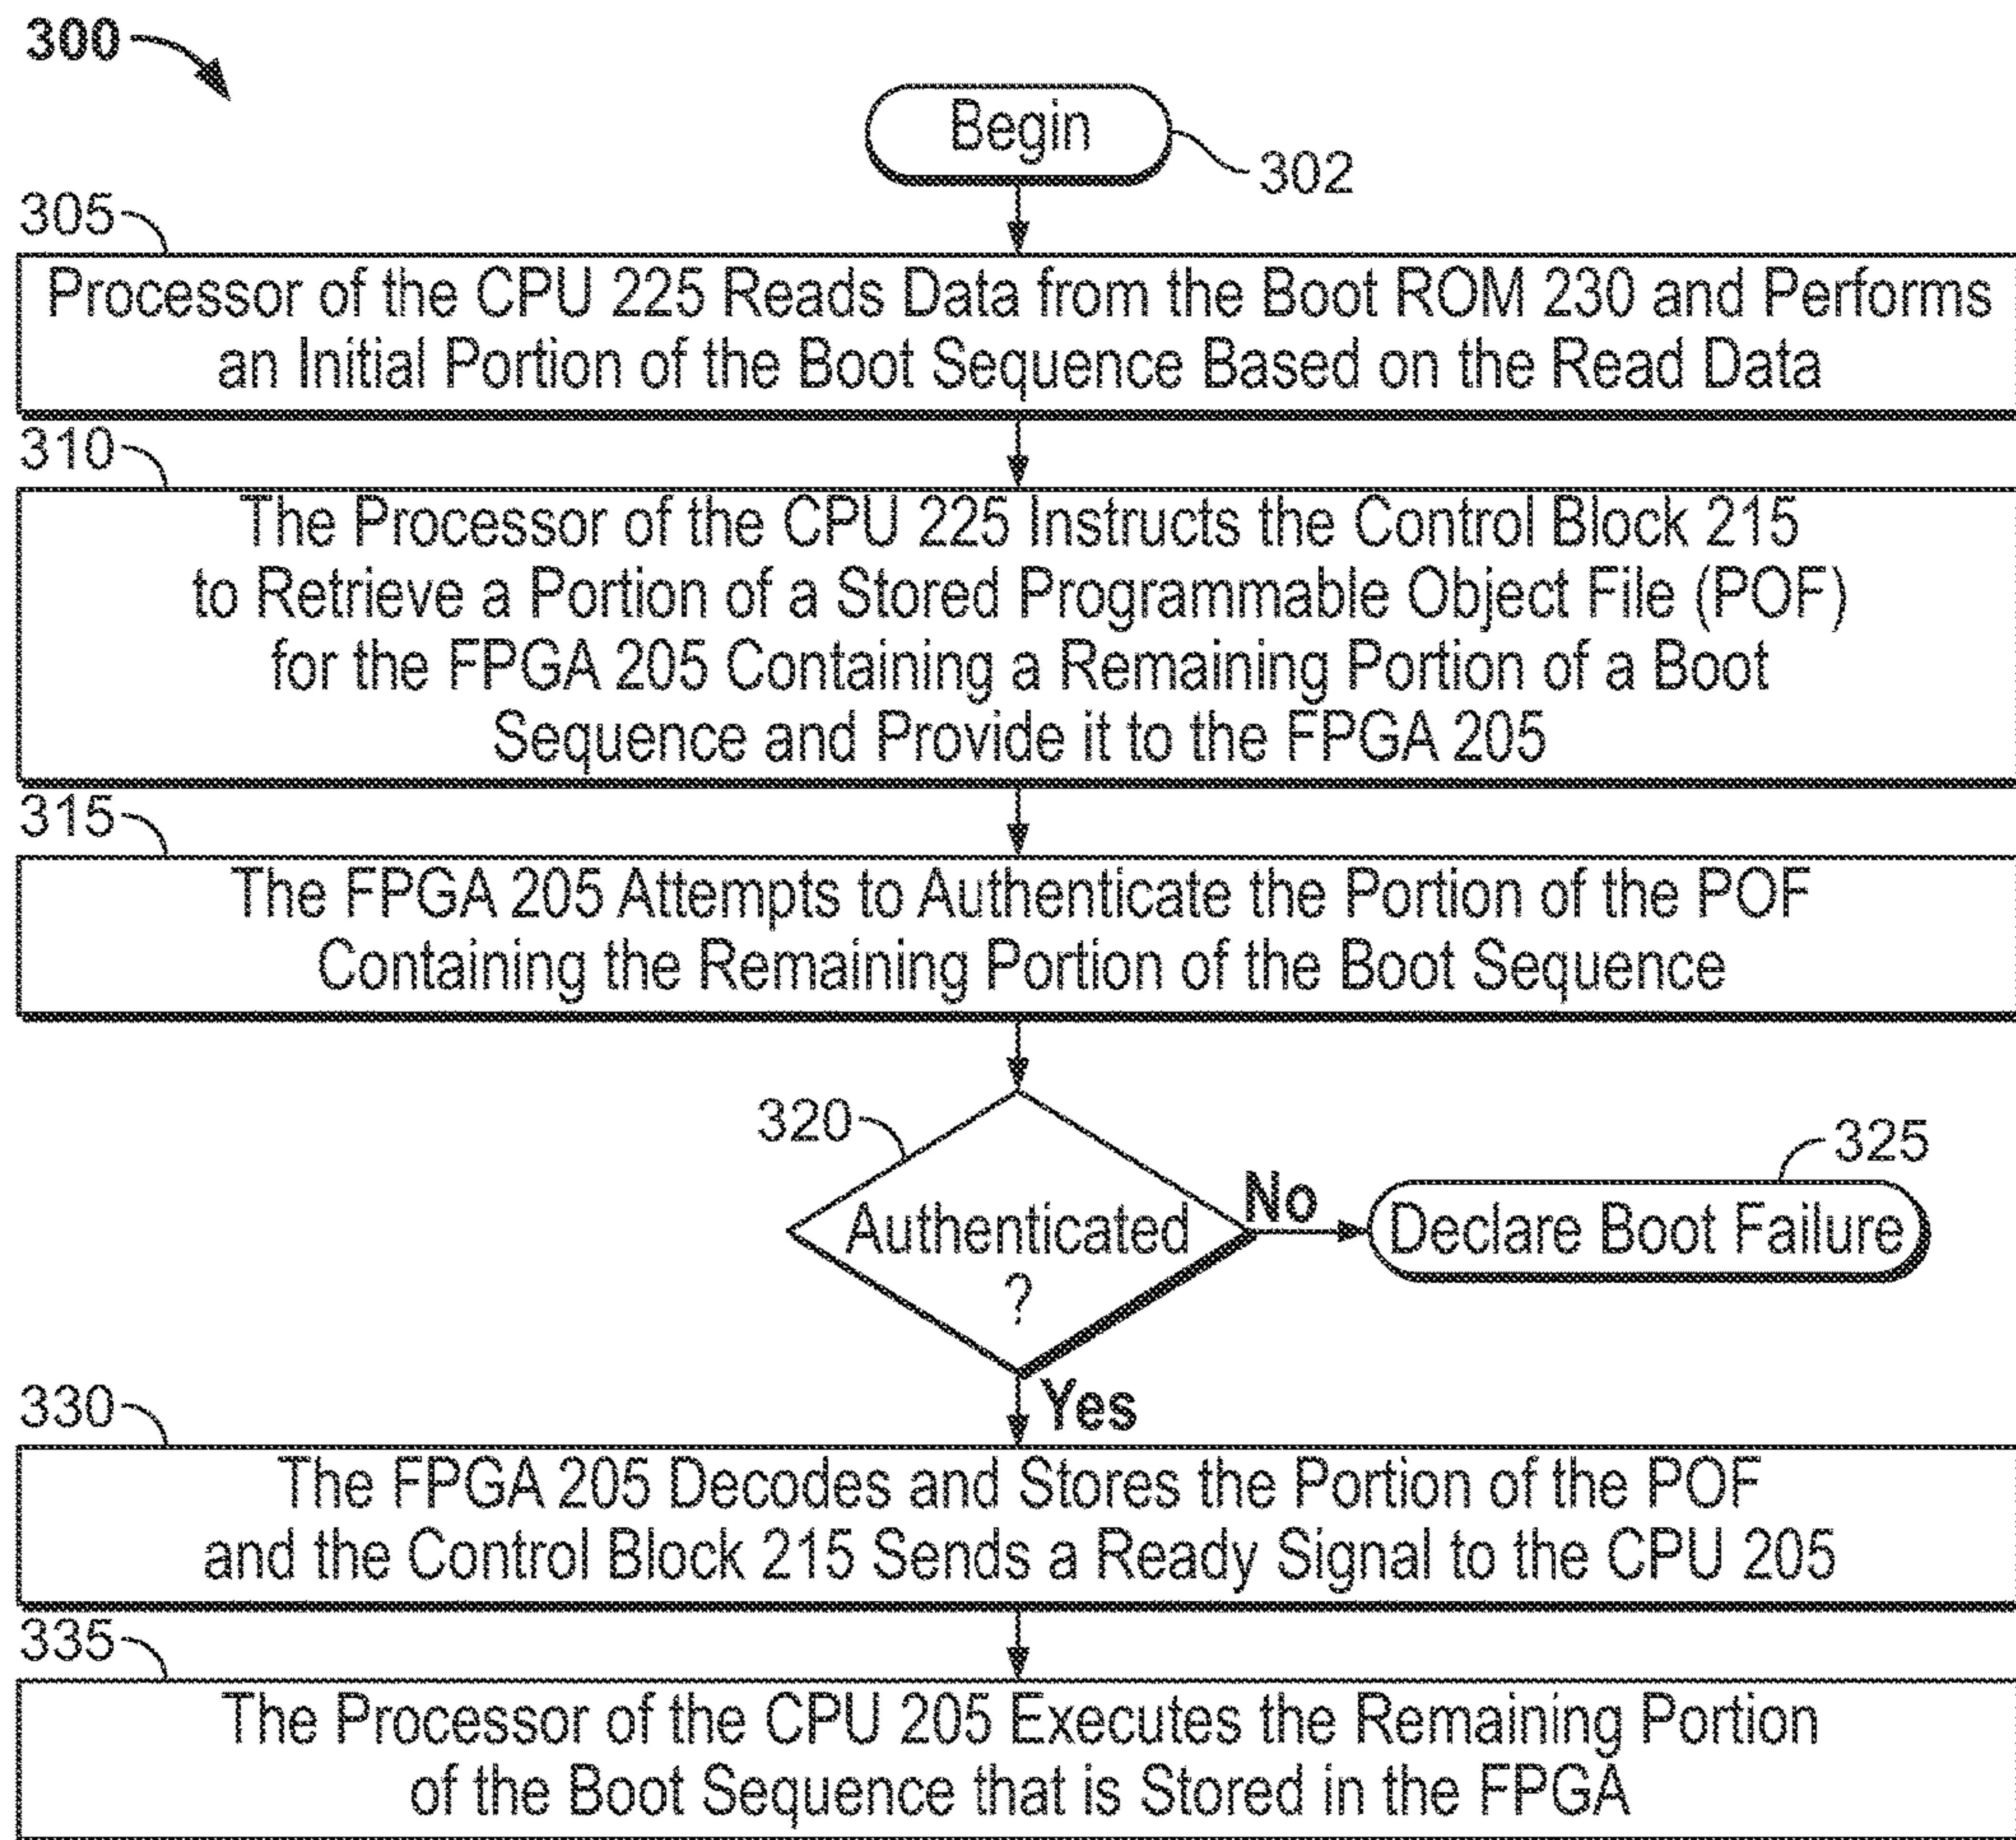 300
Begin
302
305
Processor of the CPU 225 Reads Data from the Boot ROM 230 and Performs
an Initial Portion of the Boot Sequence Based on the Read Data
310
The Processor of the CPU 225 Instructs the Control Block 215
to Retrieve a Portion of a Stored Programmable Object File (POF)
for the FPGA 205 Containing a Remaining Portion of a Boot
Sequence and Provide it to the FPGA 205
315
The FPGA 205 Attempts to Authenticate the Portion of the POF
Containing the Remaining Portion of the Boot Sequence
320
325
Authenticated
?
No
Declare Boot Failure
Yes
330
The FPGA 205 Decodes and Stores the Portion of the POF
and the Control Block 215 Sends a Ready Signal to the CPU 205
335
The Processor of the CPU 205 Executes the Remaining Portion
of the Boot Sequence that is Stored in the FPGA